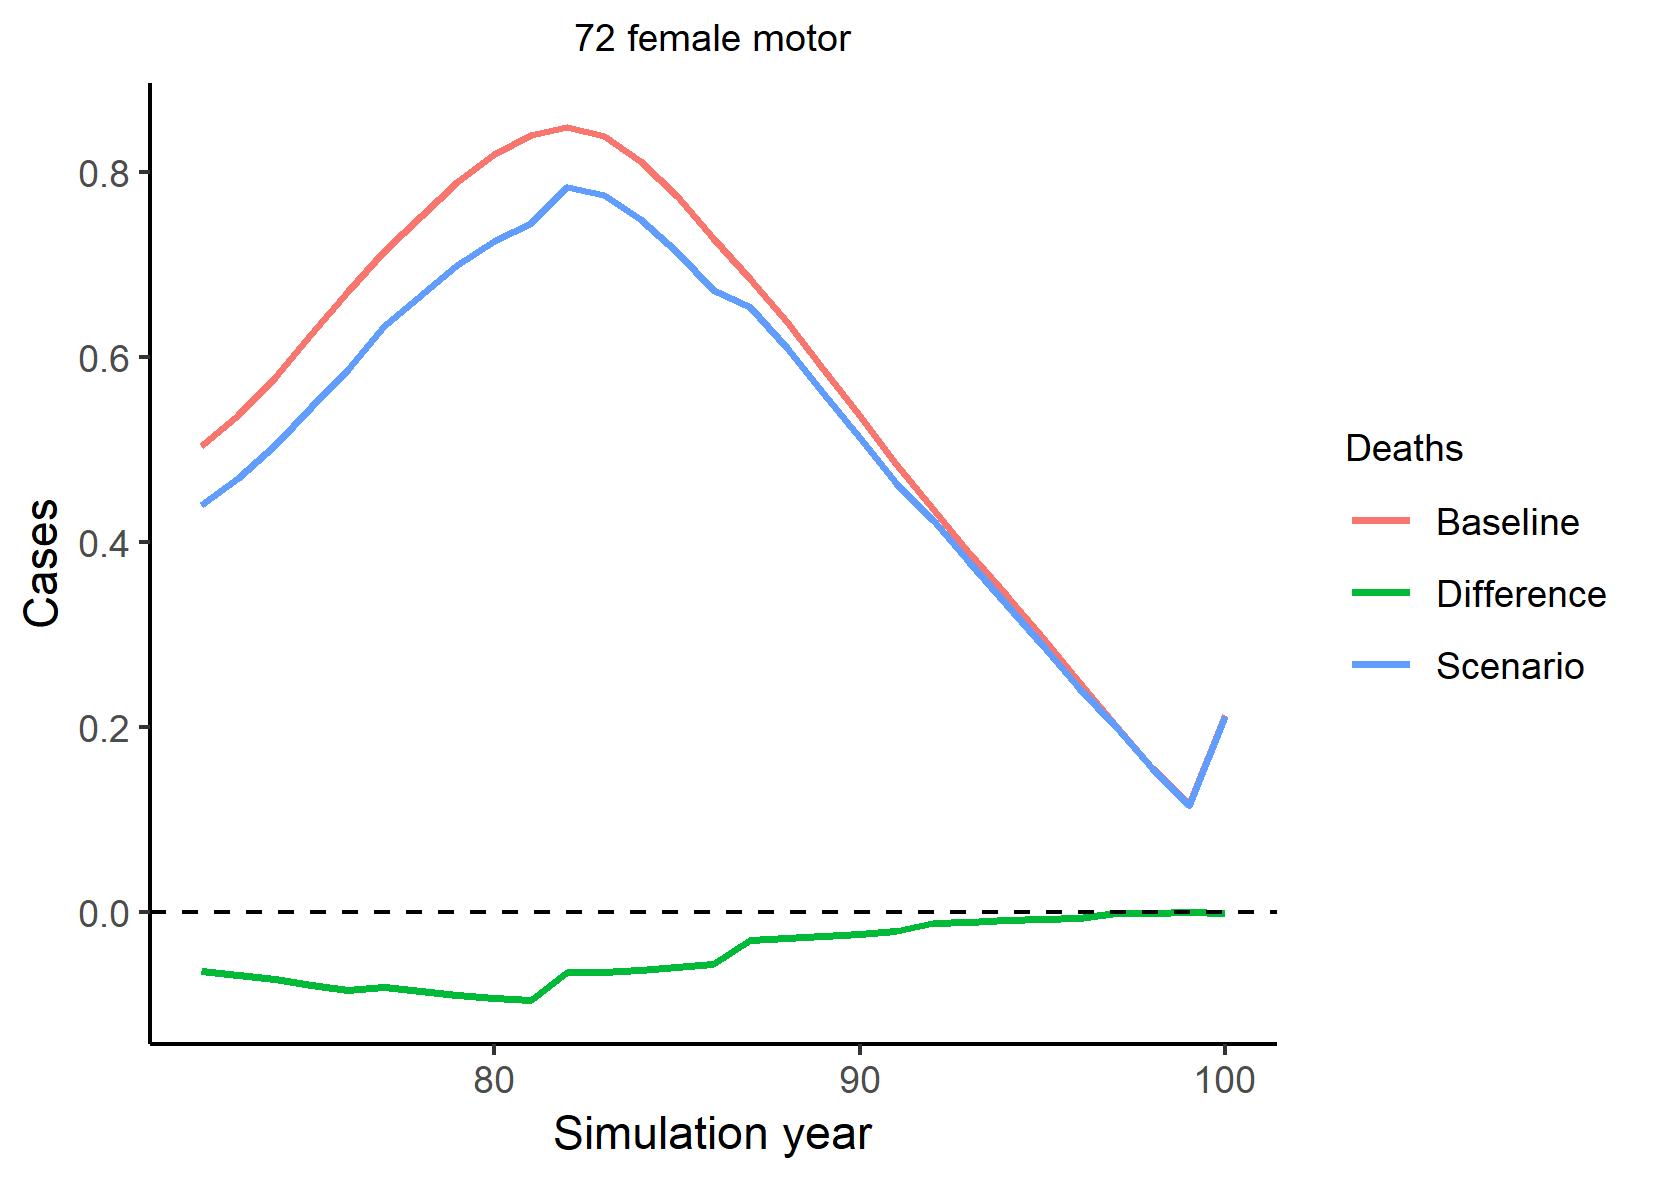 72 female motor
0.8
0.6
0.4
0.2
0.0
Cases
80 90 100
Simulation year
Deaths
Baseline
Difference
Scenario